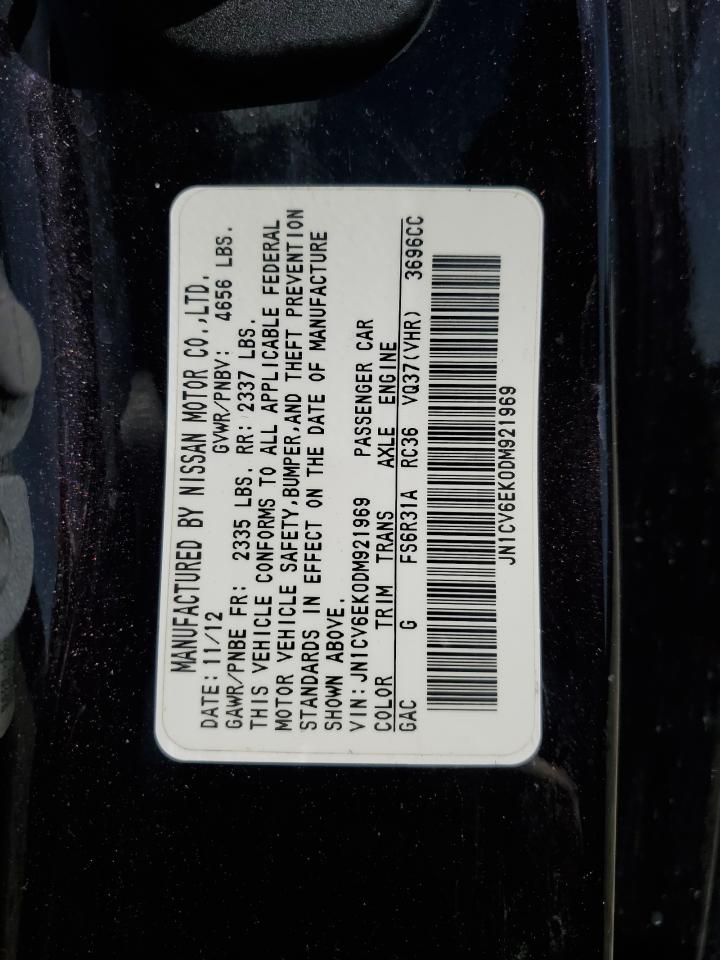 MANUFACTURED BY NISSAN MOTOR CO.,LTD.
DATE: 11/12 GVWR/PNBV: 4656 LBS.
GAWR/PNBE FR: 2335 LBS. RR: 2337 LBS.
THIS VEHICLE CONFORMS TO ALL APPLICABLE FEDERAL
MOTOR VEHICLE SAFETY,BUMPER,AND THEFT PREVENTION
STANDARDS IN EFFECT ON THE DATE OF MANUFACTURE
SHOWN ABOVE.
VIN:JN1CV6EK0DM921969 PASSENGER CAR
COLOR TRIM TRANS AXLE ENGINE
GAC G FS6R31A RC36 VQ37(VHR) 3696CC
JN1CV6EK0DM921969